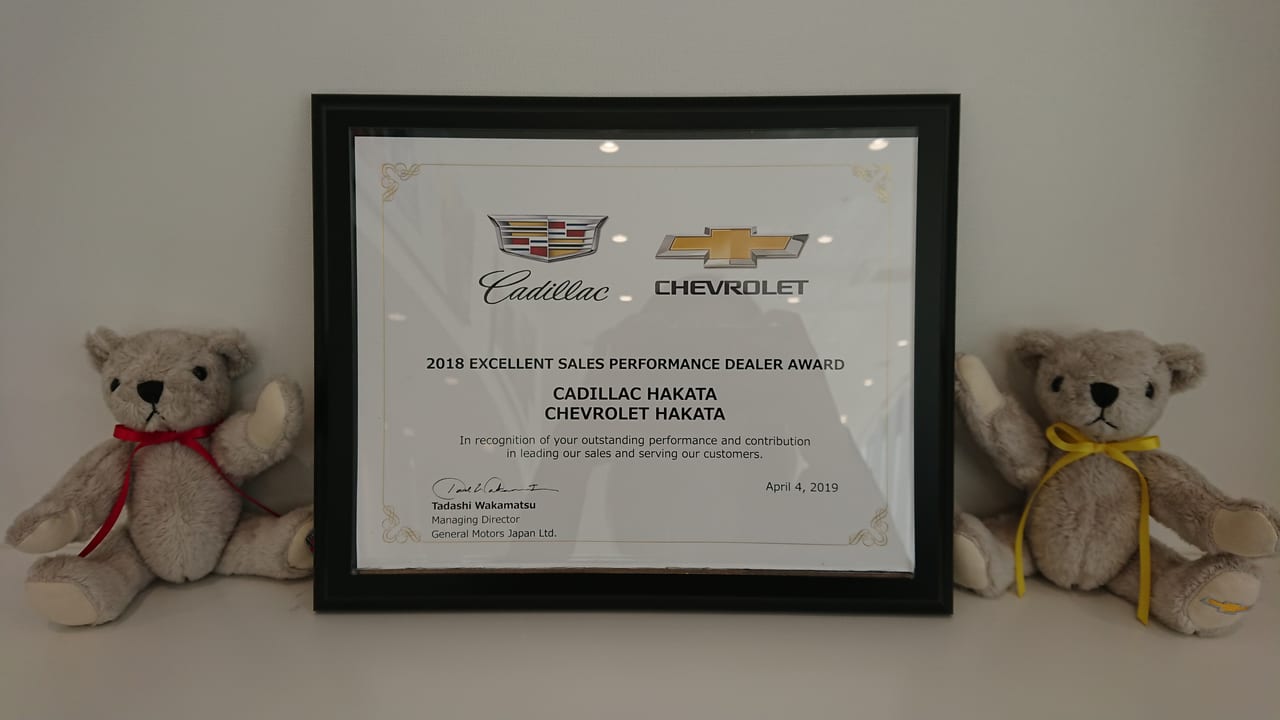 Cadillac
CHEVROLET
2018 EXCELLENT SALES PERFORMANCE DEALER AWARD
CADILLAC HAKATA
CHEVROLET HAKATA
In recognition of your outstanding performance and contribution
in leading our sales and serving our customers.
April 4, 2019
Tadashi Wakamatsu
Managing Director
General Motors Japan Ltd.